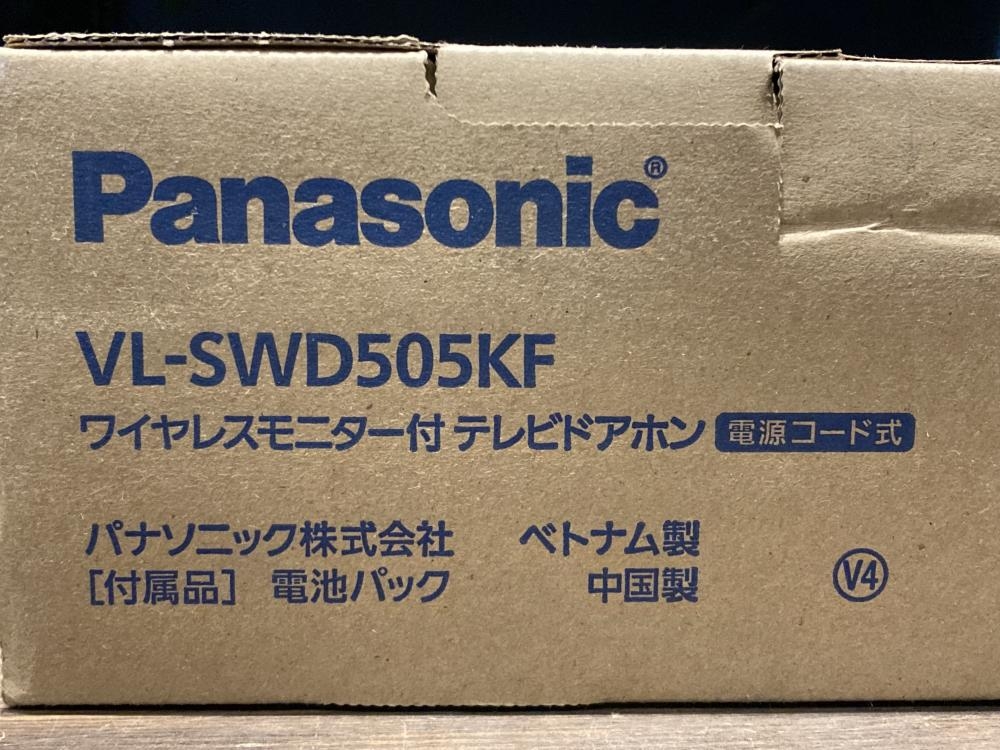 Panasonic®
VL-SWD505KF
ワイヤレスモニター付 テレビドアホン 電源コード式
パナソニック株式会社 ベトナム製
[付属品] 電池パック 中国製 V4